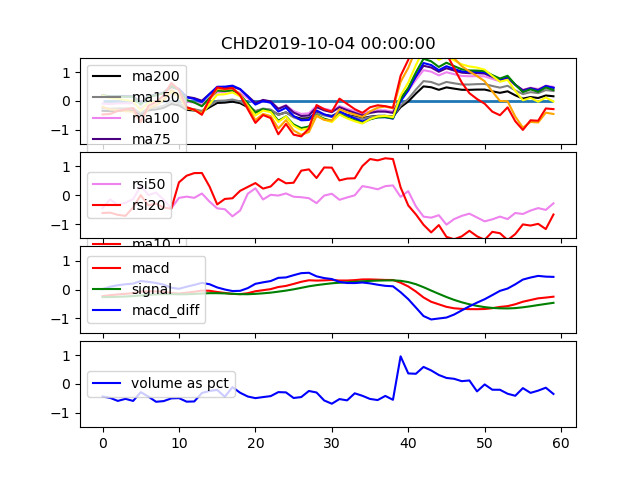 CHD2019-10-04 00:00:00
1
0
−1
ma200
ma150
ma100
ma75
1
0
−1
rsi50
rsi20
ma10
1
0
−1
macd
signal
macd_diff
1
0
−1
volume as pct
0 10 20 30 40 50 60